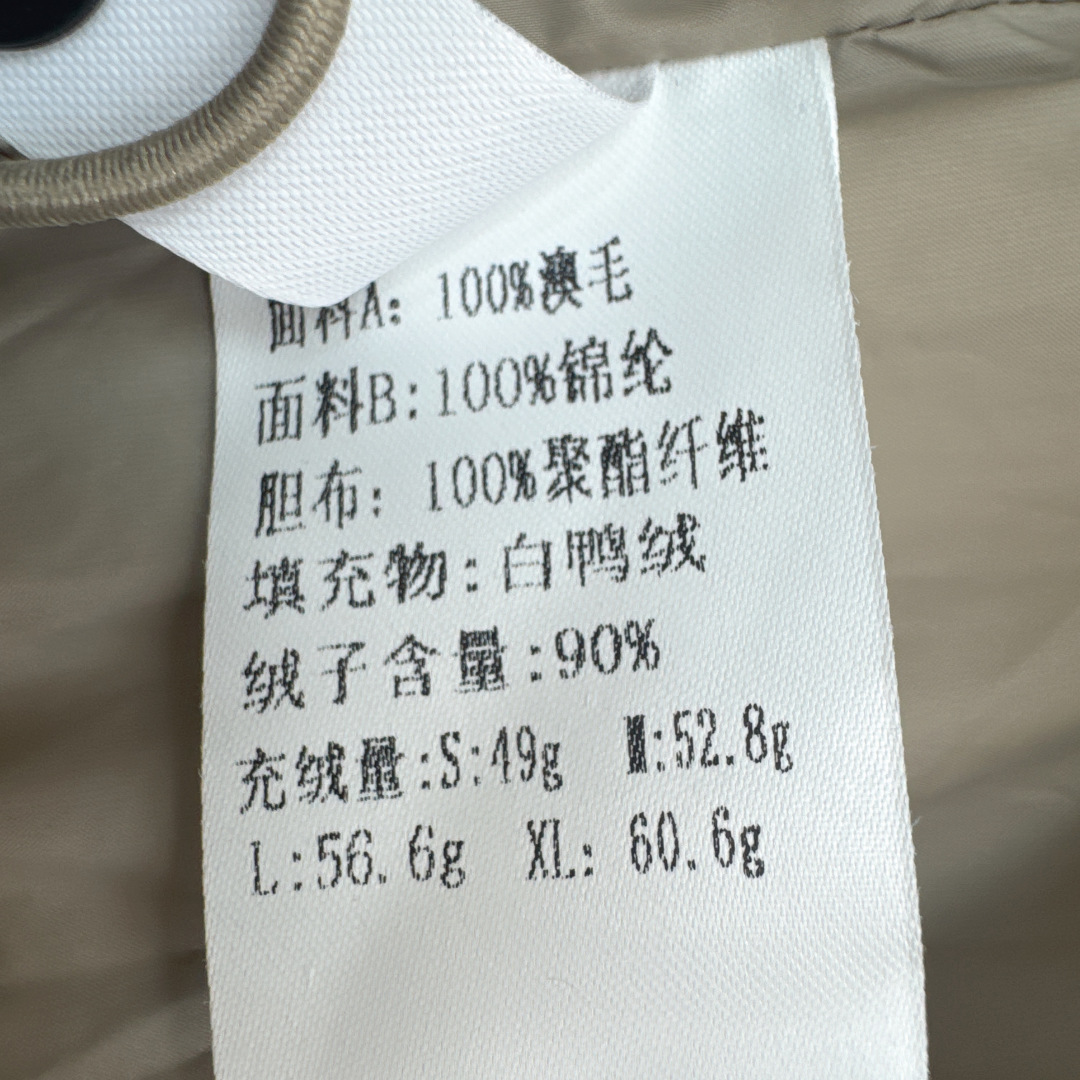 面料A: 100%澳毛
面料B:100%锦纶
胆布: 100%聚酯纤维
填充物:白鸭绒
绒子含量:90%
充绒量:S:49g M:52.8g
L:56.6g XL: 60.6g